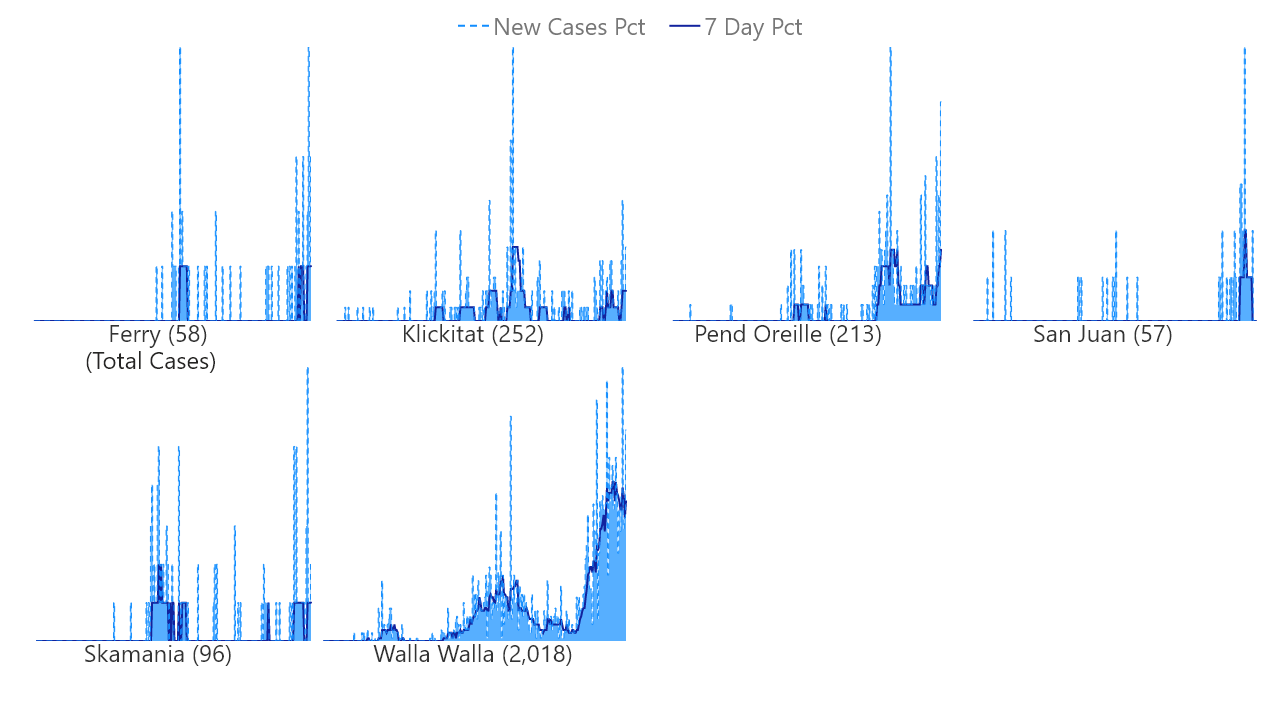 New Cases Pct 7 Day Pct
Ferry (58)
(Total Cases)
Klickitat (252)
Pend Oreille (213)
San Juan (57)
Skamania (96)
Walla Walla (2,018)